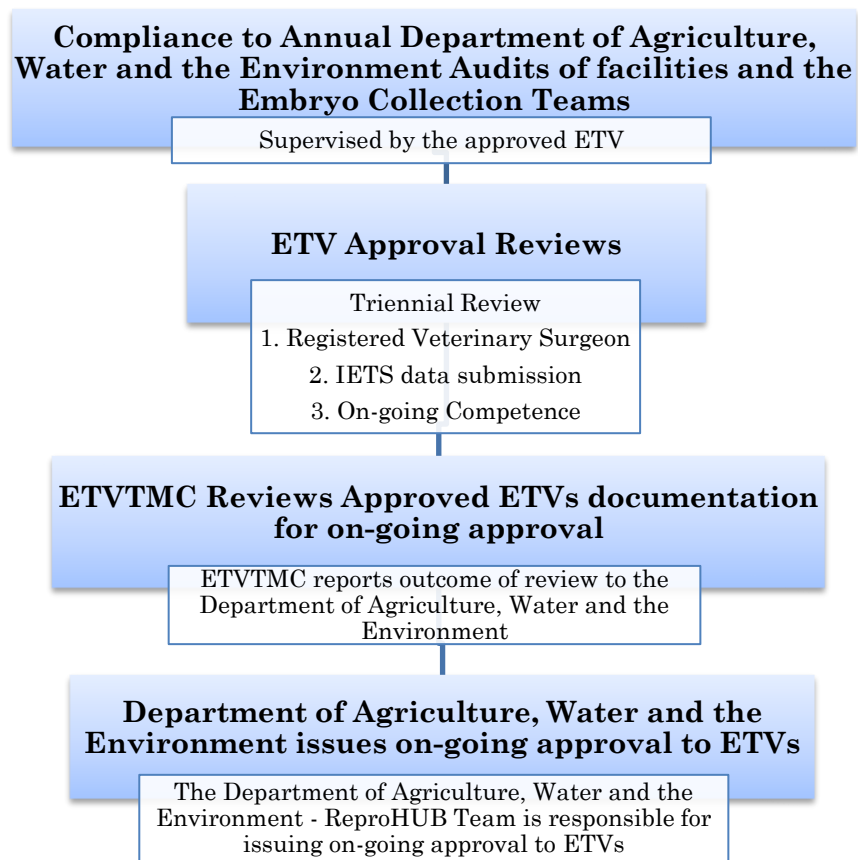 Compliance to Annual Department of Agriculture,
Water and the Environment Audits of facilities and the
Embryo Collection Teams
Supervised by the approved ETV
ETV Approval Reviews
Triennial Review
1. Registered Veterinary Surgeon
2. IETS data submission
3. On-going Competence
ETVTMC Reviews Approved ETVs documentation
for on-going approval
ETVTMC reports outcome of review to the
Department of Agriculture, Water and the
Environment
Department of Agriculture, Water and the
Environment issues on-going approval to ETVs
The Department of Agriculture, Water and the
Environment - ReproHUB Team is responsible for
issuing on-going approval to ETVs